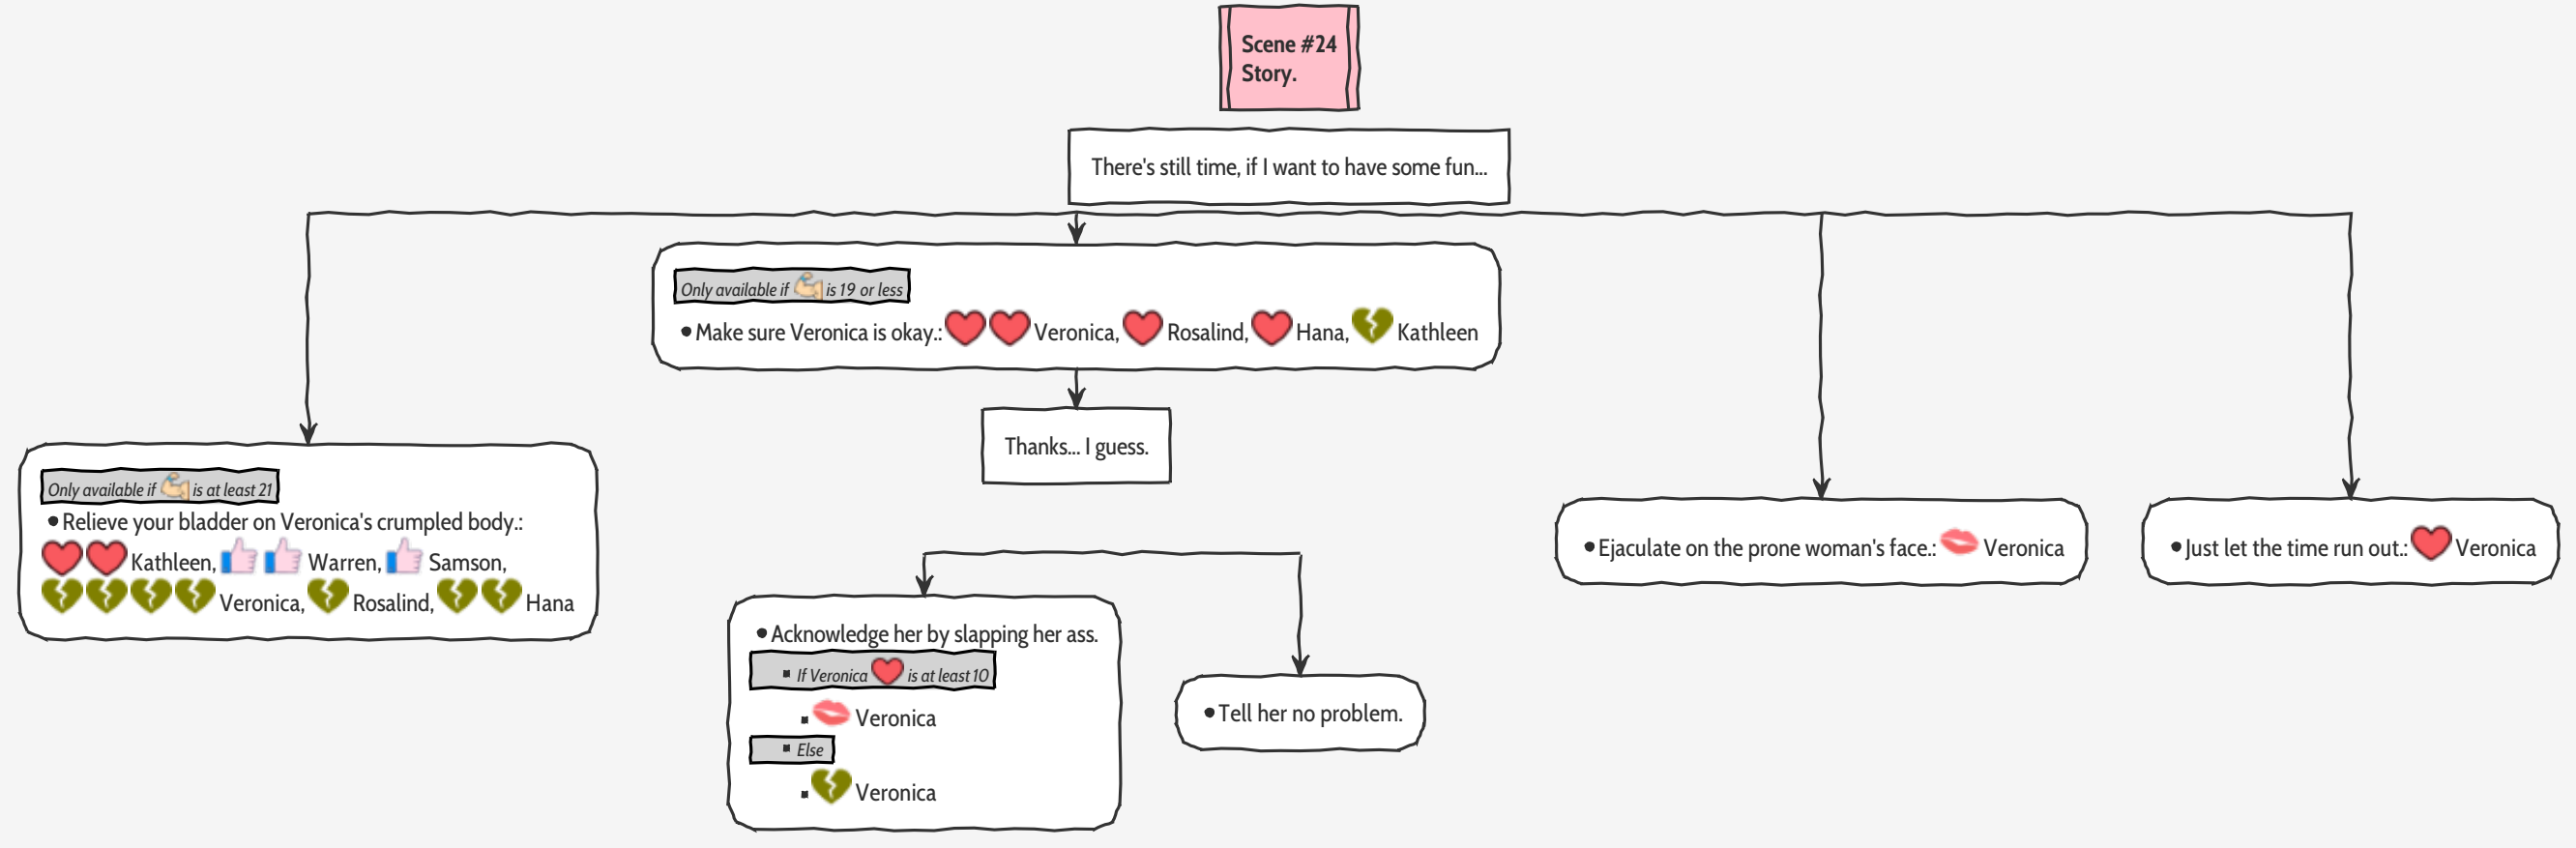 Scene #24
Story.
There's still time, if I want to have some fun...
Only available if is 19 or less
Make sure Veronica is okay.: Veronica, Rosalind, Hana, Kathleen
Thanks... I guess.
Only available if is at least 21
Relieve your bladder on Veronica's crumpled body.:
Kathleen, Warren, Samson,
Veronica, Rosalind, Hana
Ejaculate on the prone woman's face.: Veronica
Just let the time run out.: Veronica
Acknowledge her by slapping her ass.
If Veronica is at least 10
Veronica
Else
Veronica
Tell her no problem.